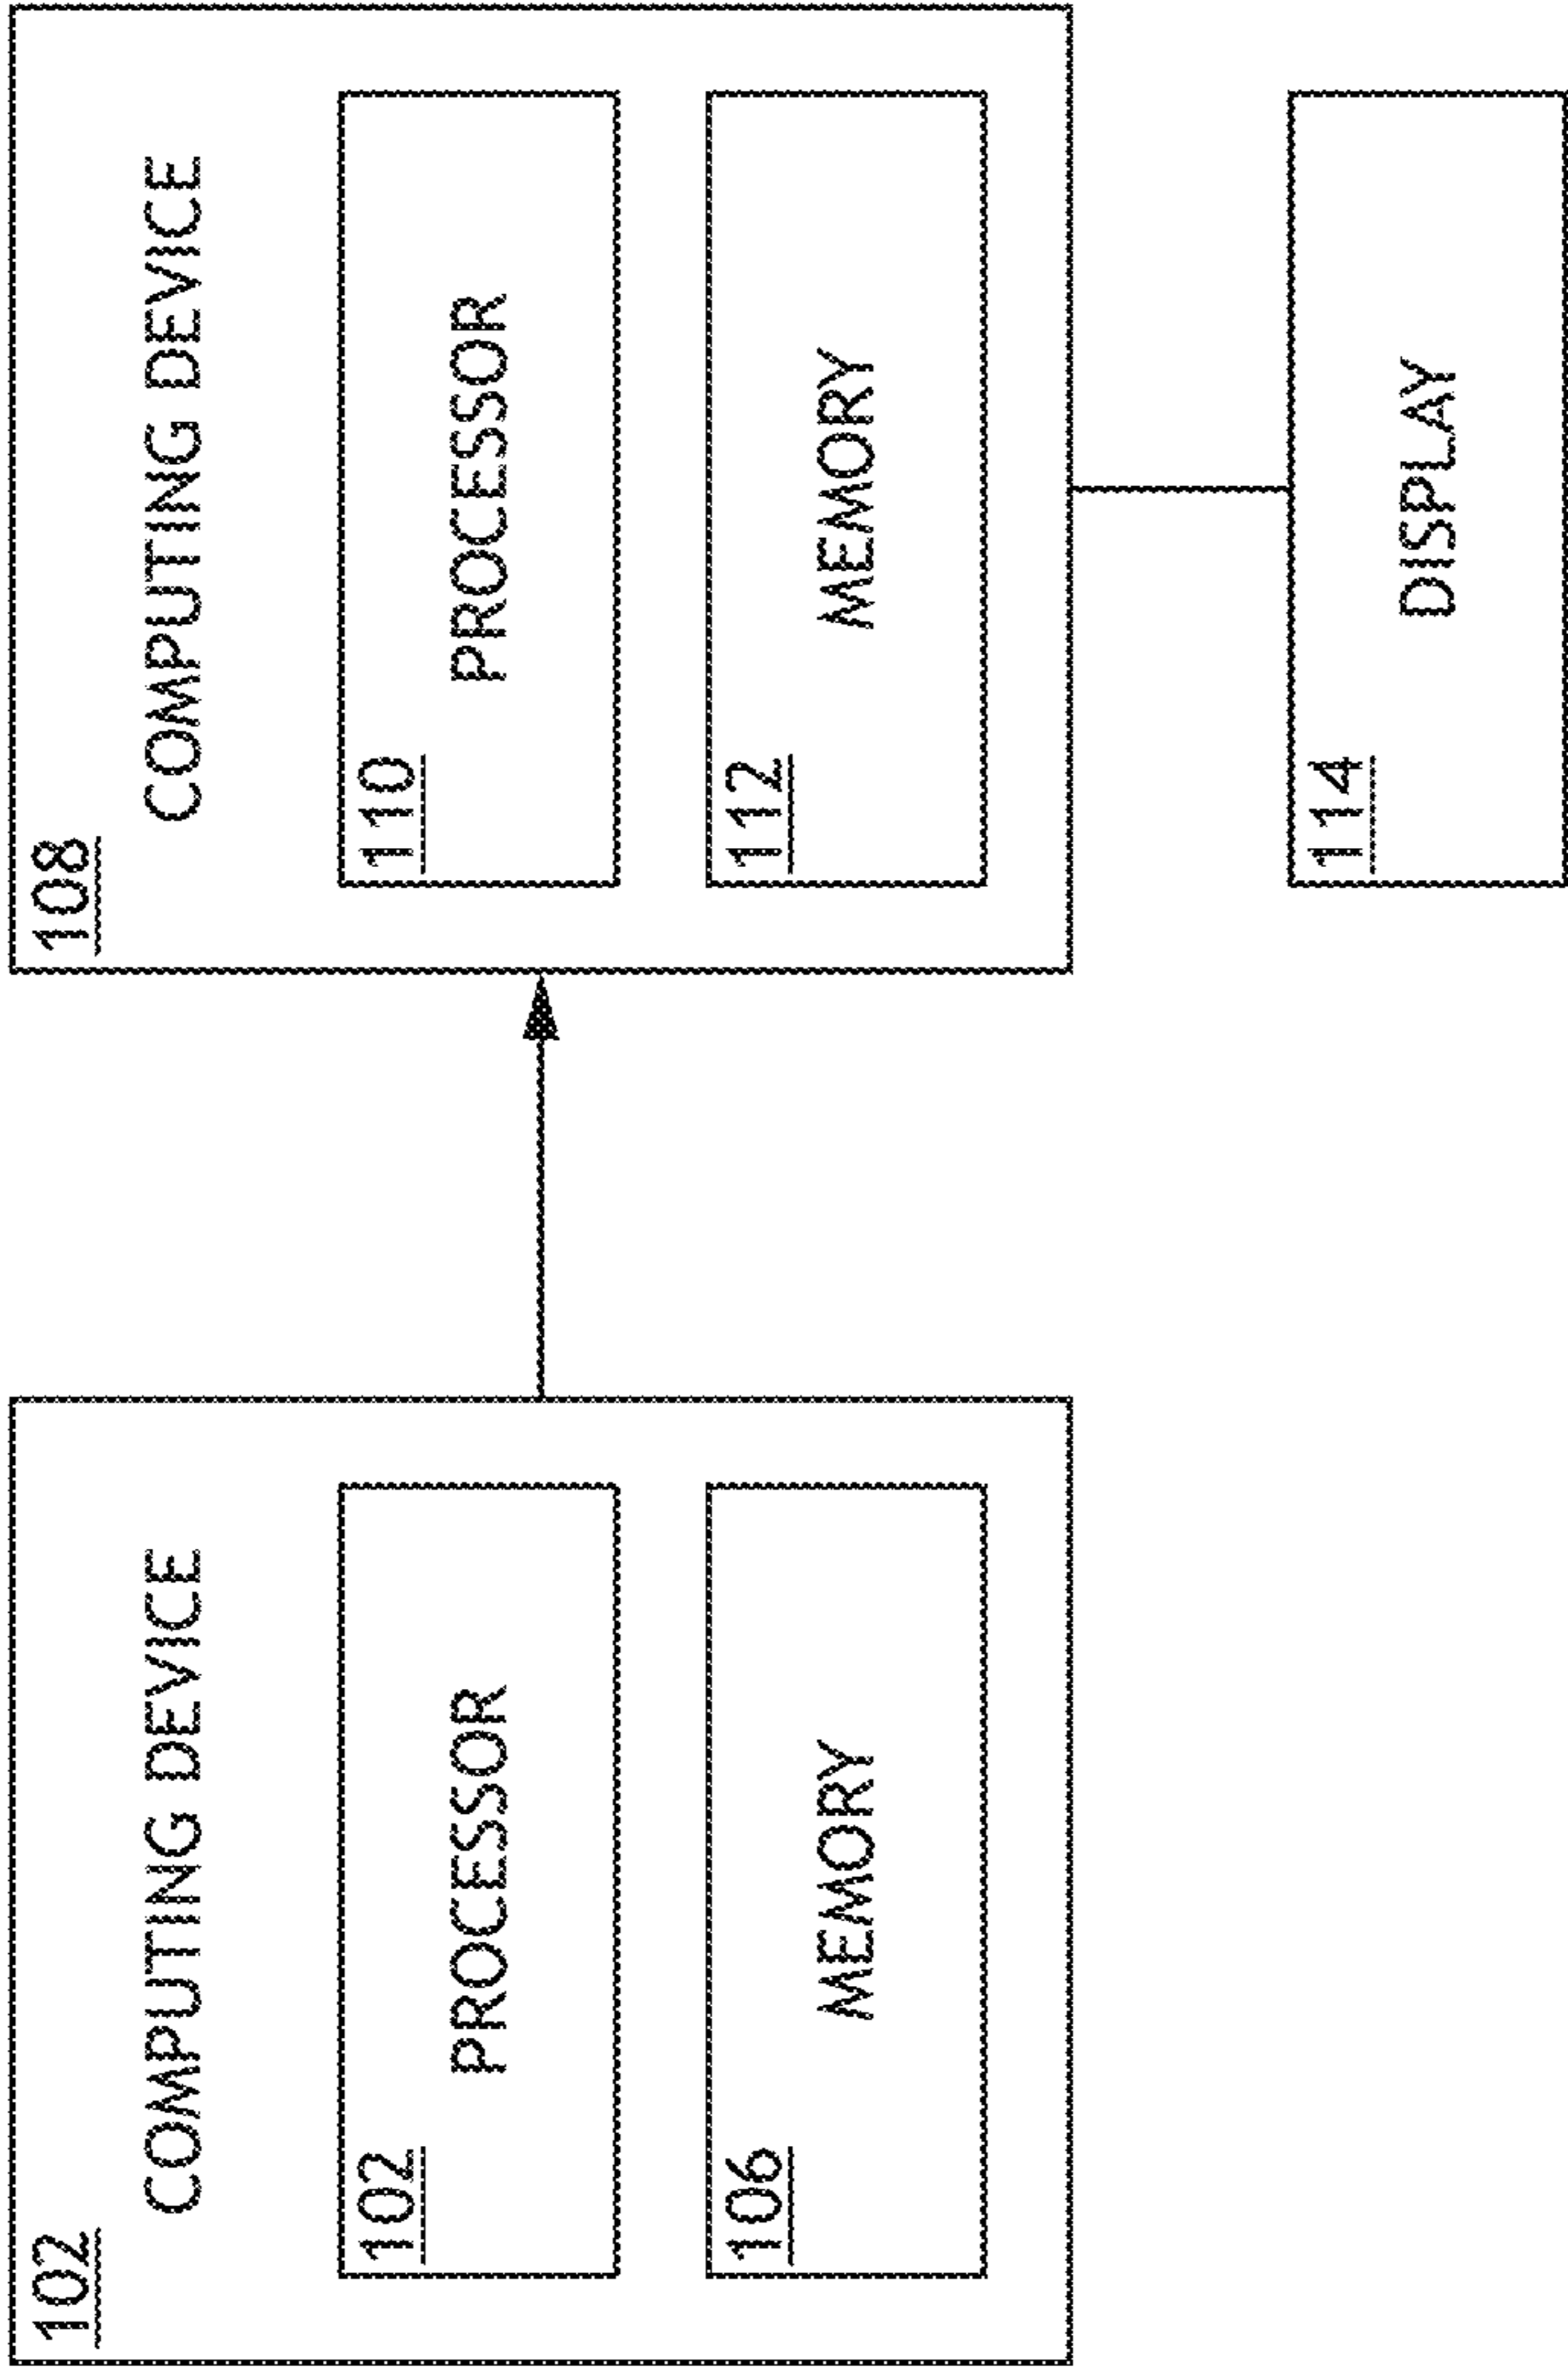 102
COMPUTING DEVICE
102
PROCESSOR
106
MEMORY
108
COMPUTING DEVICE
110
PROCESSOR
112
MEMORY
114
DISPLAY